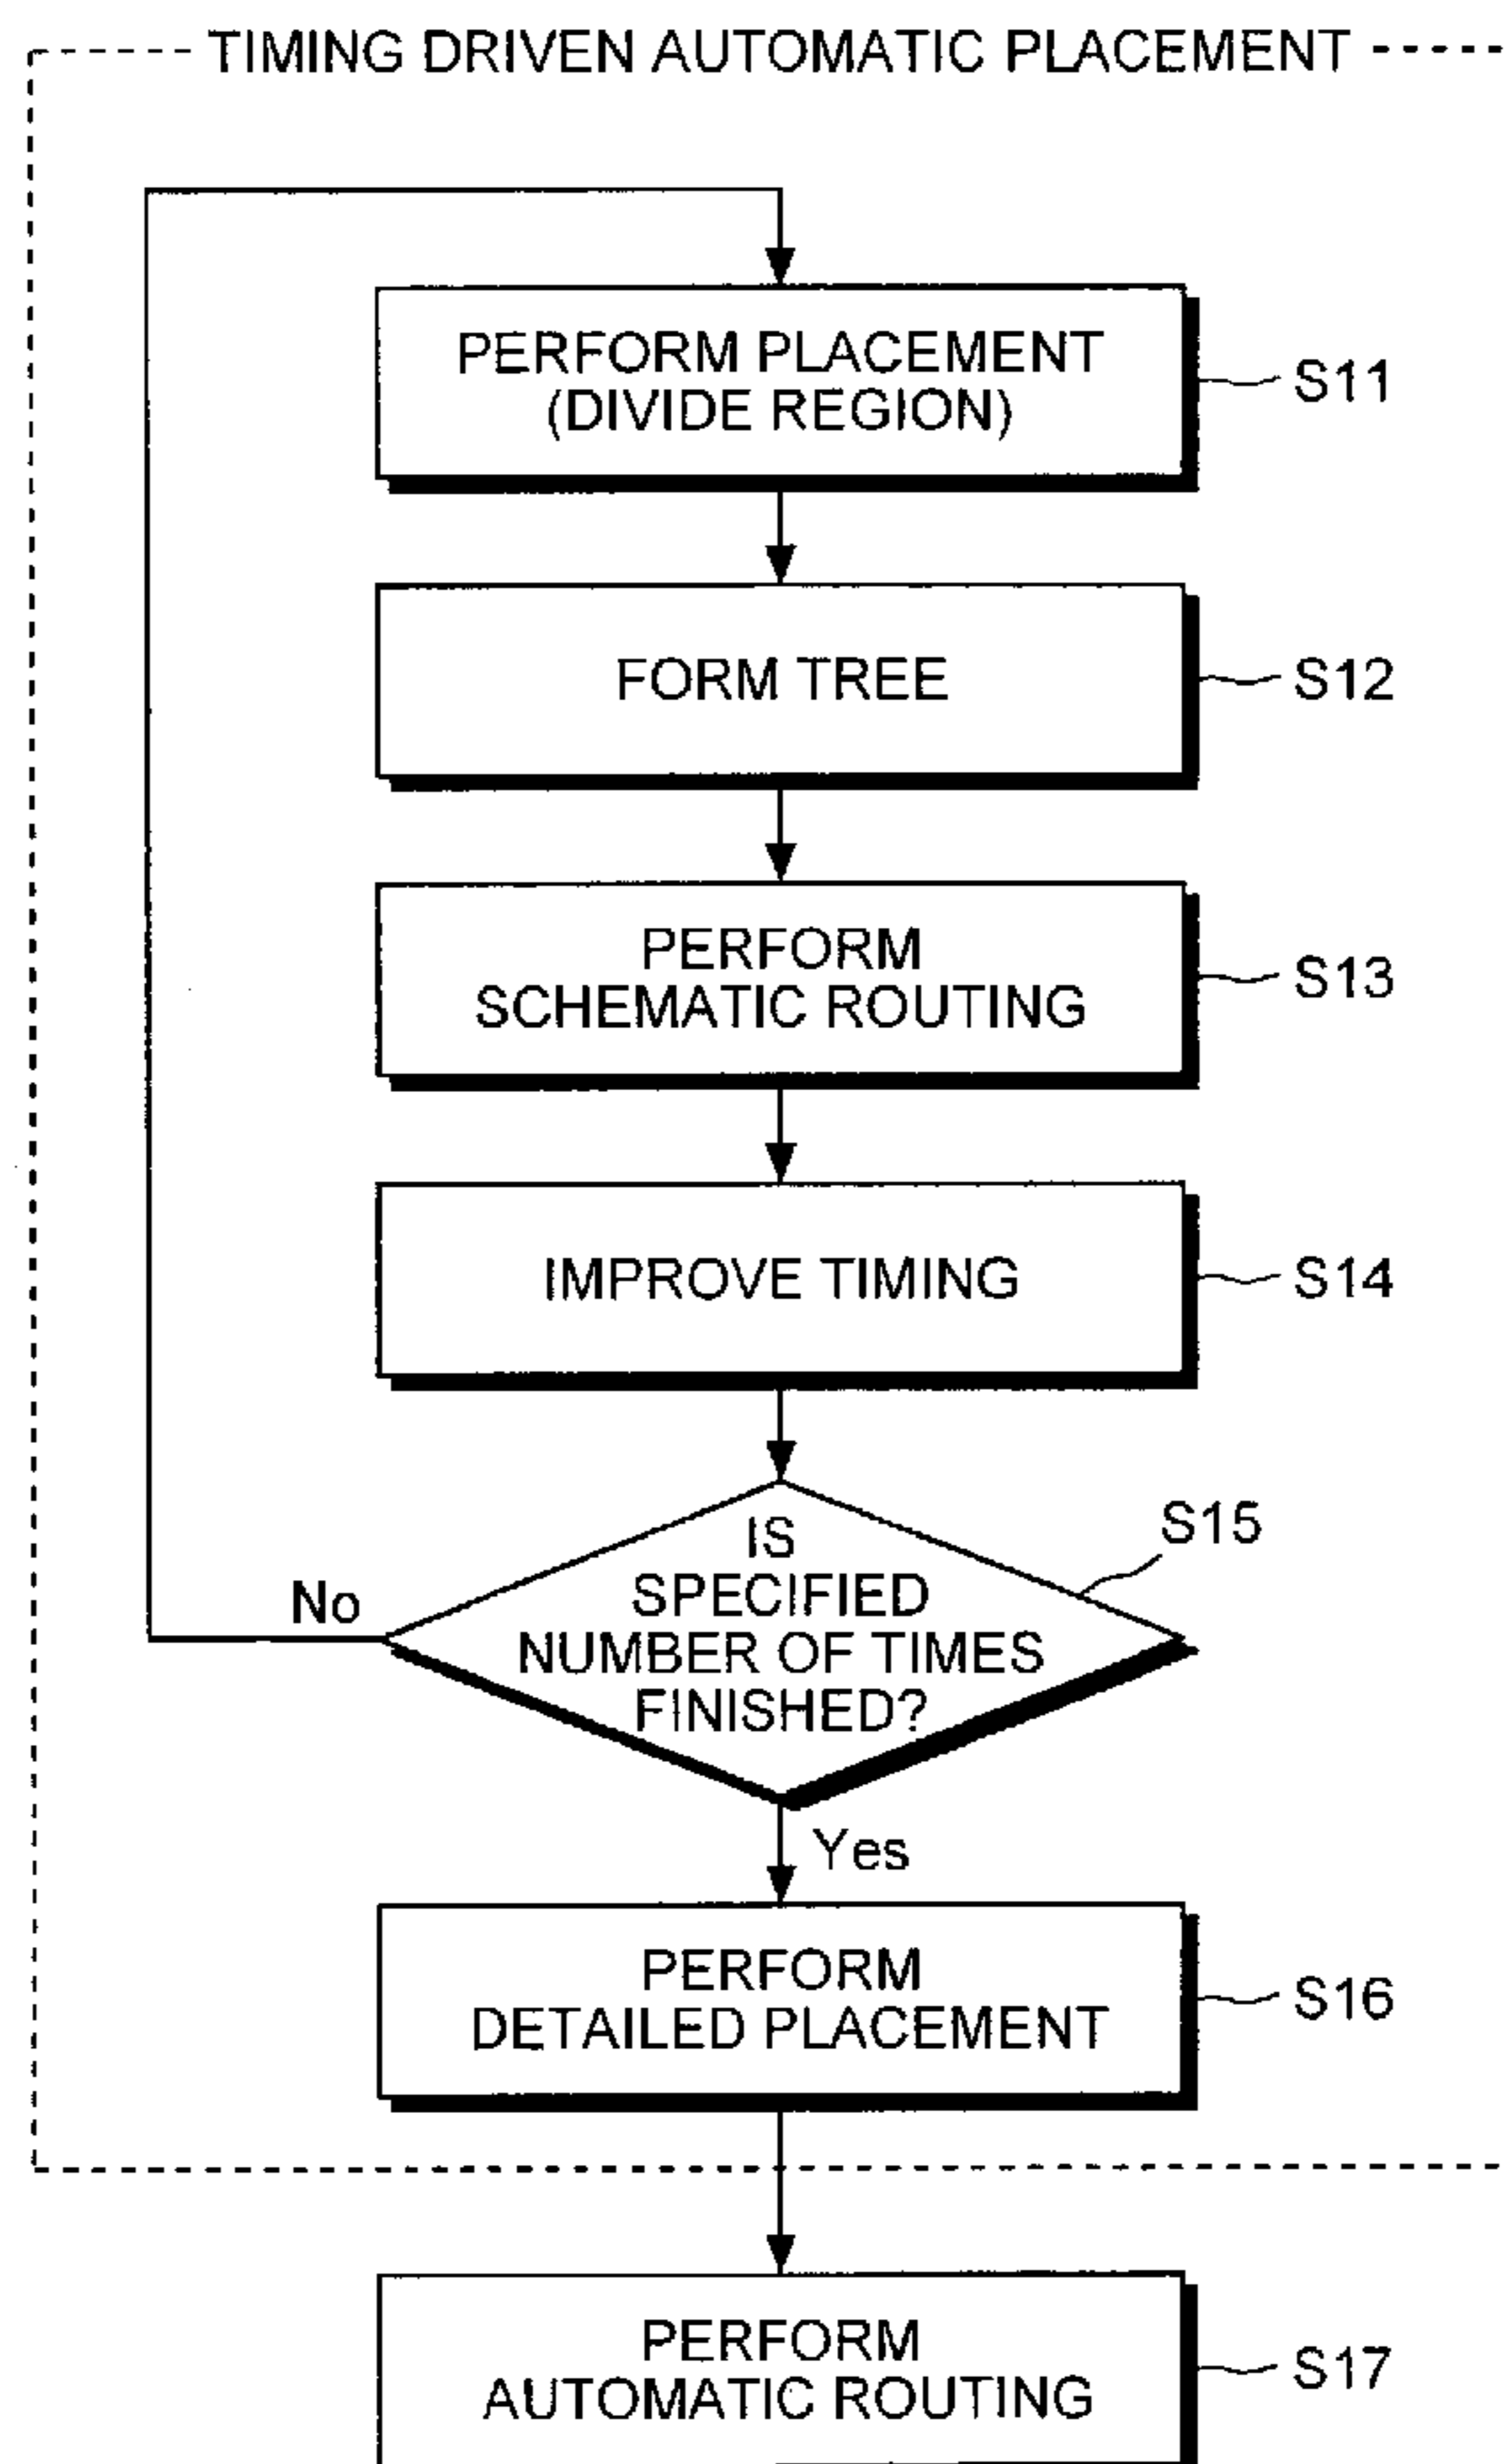 TIMING DRIVEN AUTOMATIC PLACEMENT
PERFORM PLACEMENT
(DIVIDE REGION)
S11
FORM TREE
S12
PERFORM
SCHEMATIC ROUTING
S13
IMPROVE TIMING
S14
IS
SPECIFIED
NUMBER OF TIMES
FINISHED?
S15
No
Yes
PERFORM
DETAILED PLACEMENT
S16
PERFORM
AUTOMATIC ROUTING
S17